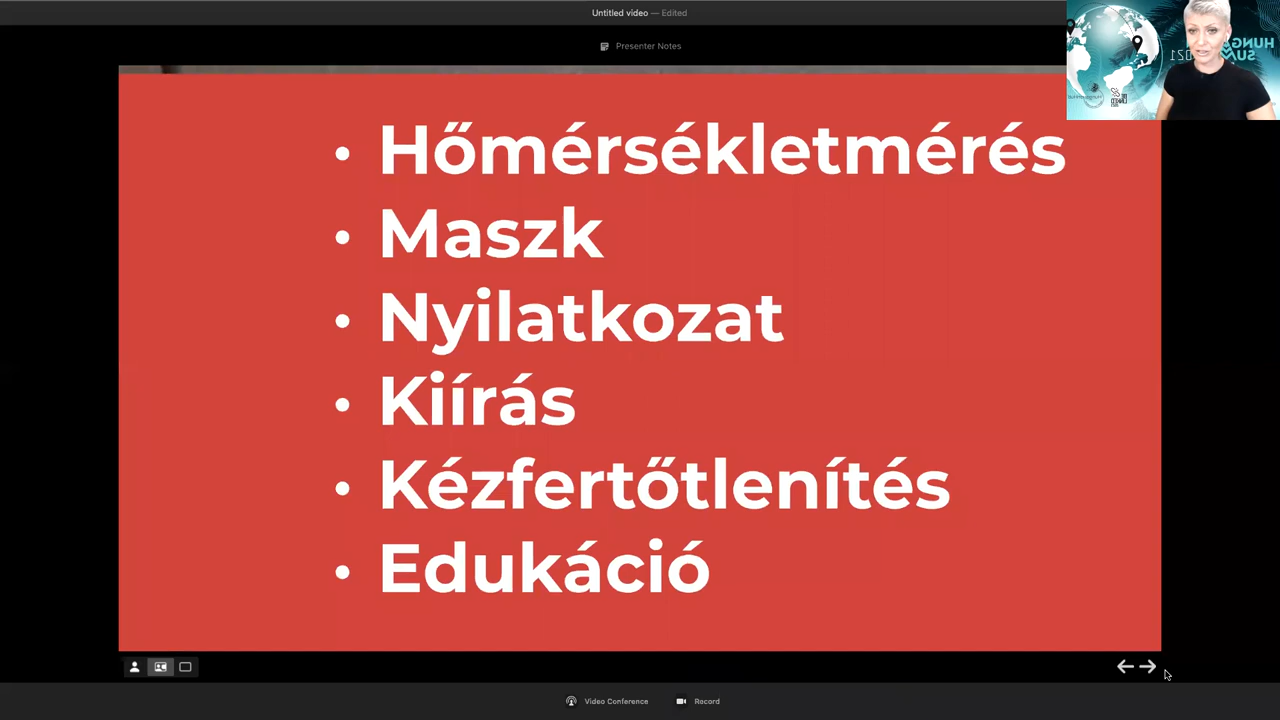 Untitled video — Edited
Presenter Notes
• Hőmérsékletmérés
• Maszk
• Nyilatkozat
• Kiírás
• Kézfertőtlenítés
• Edukáció
Video Conference
Record